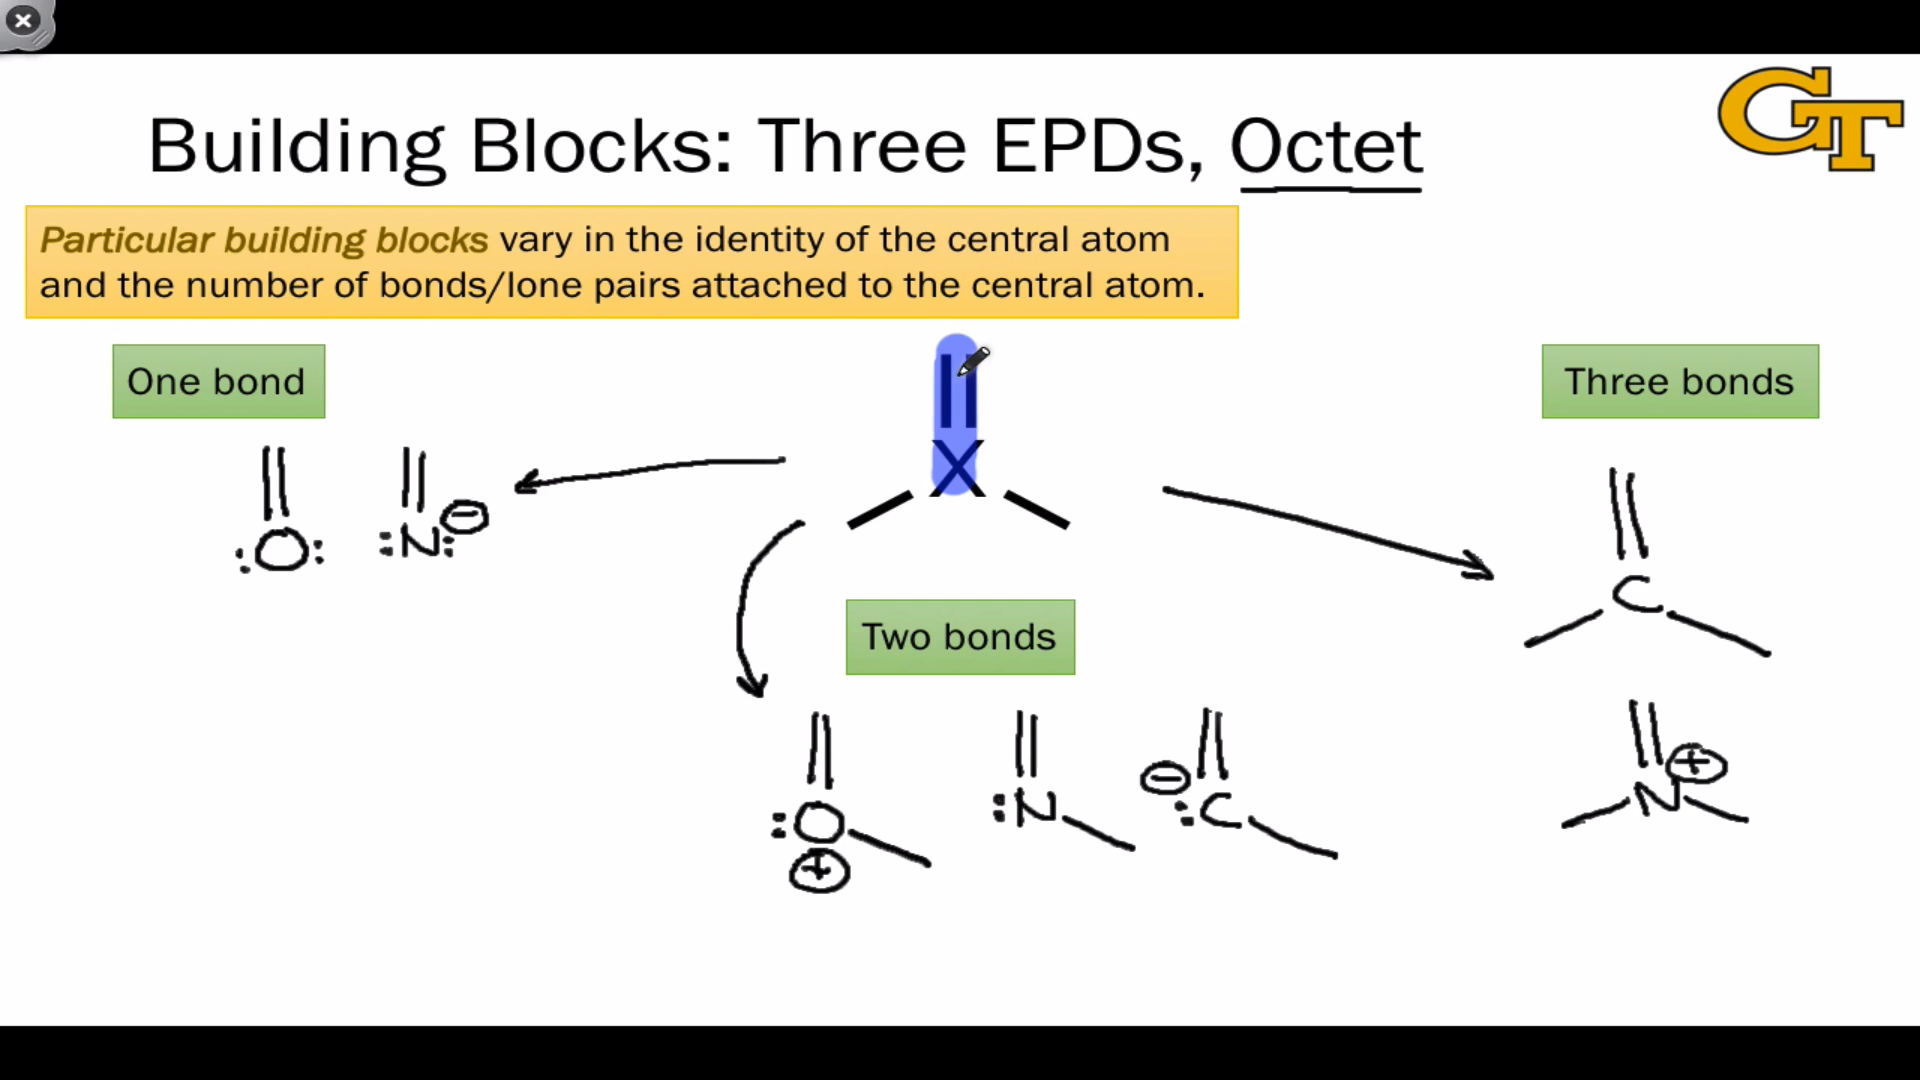 GT
Building Blocks: Three EPDs, Octet
Particular building blocks vary in the identity of the central atom
and the number of bonds/lone pairs attached to the central atom.
One bond
Three bonds
X
:O: :N: −
C
Two bonds
:O + :N − :C
N +